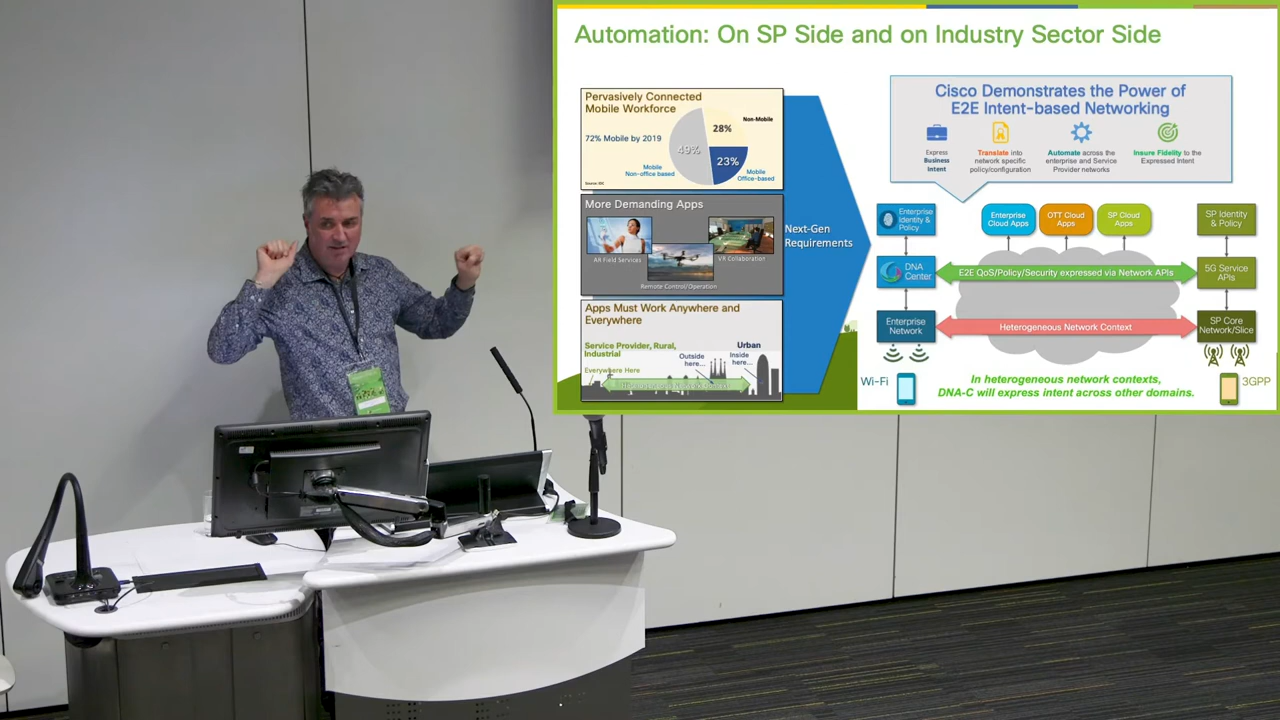 Automation: On SP Side and on Industry Sector Side
Pervasively Connected
Mobile Workforce
72% Mobile by 2019
Non-Mobile
28%
49%
23%
Mobile
Non-office based
Mobile
Office-based
Source: IDC
More Demanding Apps
AR Field Services
VR Collaboration
Remote Control/Operation
Apps Must Work Anywhere and
Everywhere
Service Provider, Rural,
Industrial
Urban
Outside
here...
Inside
here...
Everywhere Here
Next-Gen
Requirements
Cisco Demonstrates the Power of
E2E Intent-based Networking
Express
Business
Intent
Translate into
network specific
policy/configuration
Automate across the
enterprise and Service
Provider networks
Insure Fidelity to the
Expressed Intent
Enterprise
Identity &
Policy
Enterprise
Cloud Apps
OTT Cloud
Apps
SP Cloud
Apps
SP Identity
& Policy
DNA
Center
E2E QoS/Policy/Security expressed via Network APIs
5G Service
APIs
Enterprise
Network
Heterogeneous Network Context
SP Core
Network/Slice
Wi-Fi
In heterogeneous network contexts,
DNA-C will express intent across other domains.
3GPP